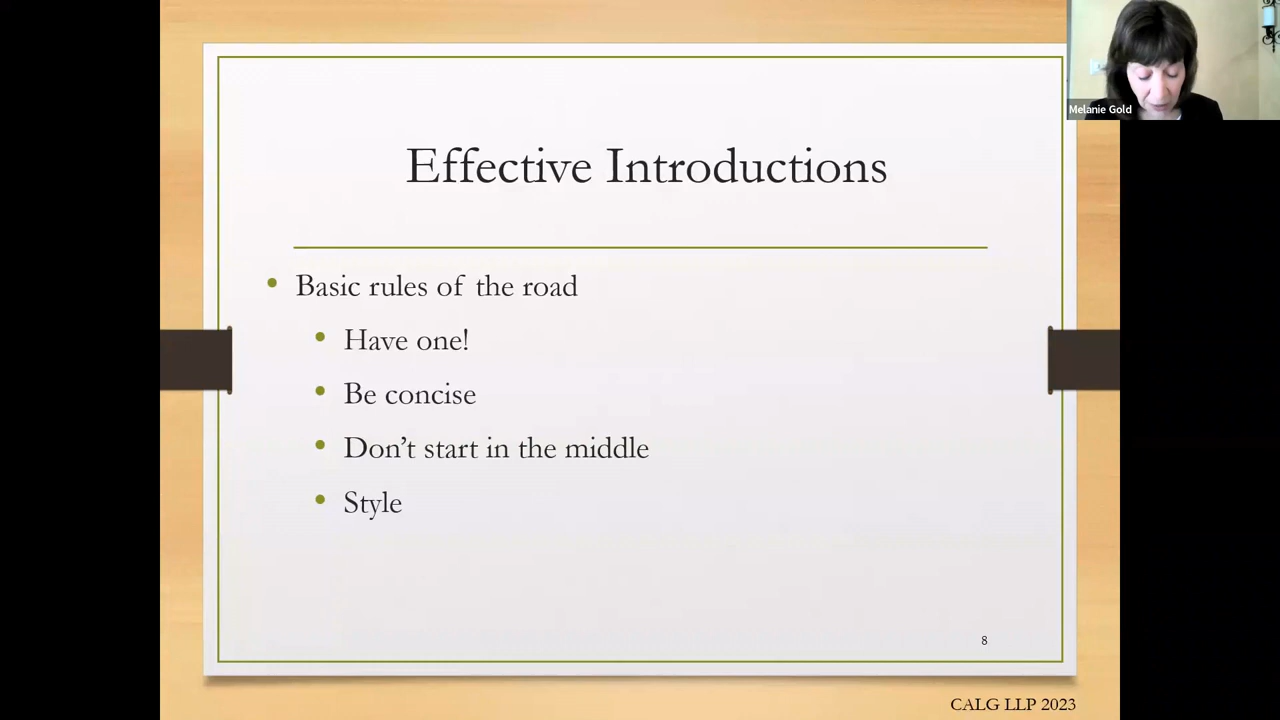 Melanie Gold
Effective Introductions
Basic rules of the road
Have one!
Be concise
Don’t start in the middle
Style
8
CALG LLP 2023